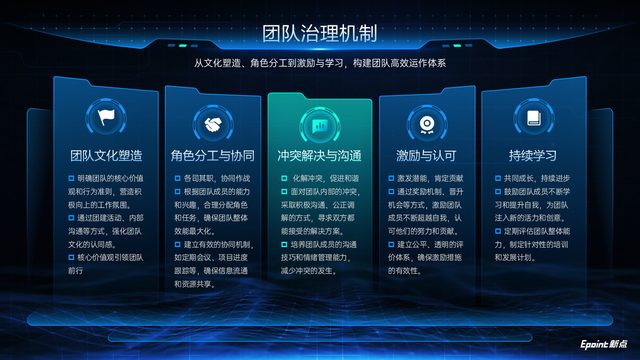 团队治理机制
从文化塑造、角色分工到激励与学习，构建团队高效运作体系
团队文化塑造
明确团队的核心价值
观和行为准则，营造积
极向上的工作氛围。
通过团建活动、内部
沟通等方式，强化团队
文化的认同感。
核心价值观引领团队
前行
角色分工与协同
各司其职，协同作战
根据团队成员的能力
和兴趣，合理分配角色
和任务，确保团队整体
效能最大化。
建立有效的协同机制，
如定期会议、项目进度
跟踪等，确保信息流通
和资源共享。
冲突解决与沟通
化解冲突，促进和谐
面对团队内部的冲突，
采取积极沟通、公正调
解的方式，寻求双方都
能接受的解决方案。
培养团队成员的沟通
技巧和情绪管理能力，
减少冲突的发生。
激励与认可
激发潜能，肯定贡献
通过奖励机制、晋升
机会等方式，激励团队
成员不断超越自我，认
可他们的努力和贡献。
建立公平、透明的评
价体系，确保激励措施
的有效性。
持续学习
共同成长，持续进步
鼓励团队成员不断学
习和提升自我，为团队
注入新的活力和创意。
定期评估团队整体能
力，制定针对性的培训
和发展计划。
Epoint 新点